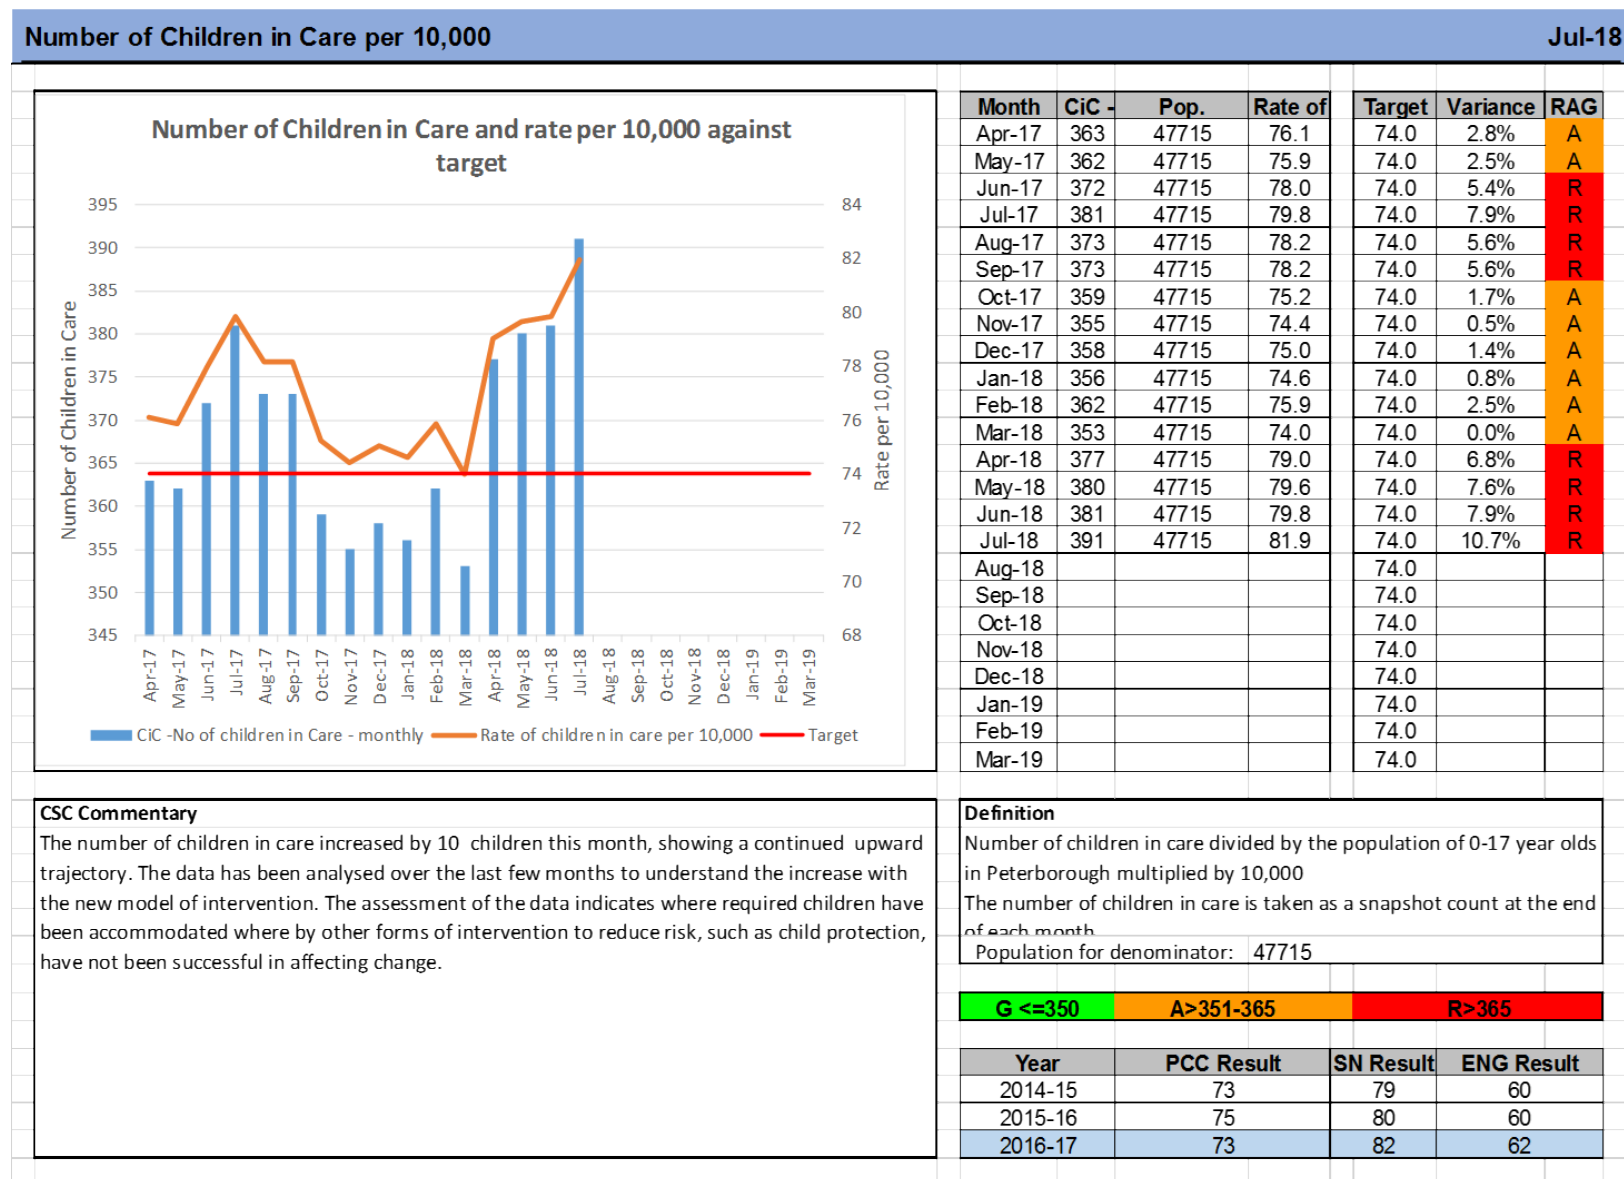 Number of Children in Care per 10,000 Jul-18
Number of Children in Care and rate per 10,000 against
target
395 84
390
82
385
380 80
375 78
370 76
365
74
360
72
355
350 70
345 68
Number of Children in Care
Rate per 10,000
Apr-17 May-17 Jun-17 Jul-17 Aug-17 Sep-17 Oct-17 Nov-17 Dec-17 Jan-18 Feb-18 Mar-18 Apr-18 May-18 Jun-18 Jul-18 Aug-18 Sep-18 Oct-18 Nov-18 Dec-18 Jan-19 Feb-19 Mar-19
CiC -No of children in Care - monthly Rate of children in care per 10,000 Target
Month CiC - Pop. Rate of Target Variance RAG
Apr-17 363 47715 76.1 74.0 2.8% A
May-17 362 47715 75.9 74.0 2.5% A
Jun-17 372 47715 78.0 74.0 5.4% R
Jul-17 381 47715 79.8 74.0 7.9% R
Aug-17 373 47715 78.2 74.0 5.6% R
Sep-17 373 47715 78.2 74.0 5.6% R
Oct-17 359 47715 75.2 74.0 1.7% A
Nov-17 355 47715 74.4 74.0 0.5% A
Dec-17 358 47715 75.0 74.0 1.4% A
Jan-18 356 47715 74.6 74.0 0.8% A
Feb-18 362 47715 75.9 74.0 2.5% A
Mar-18 353 47715 74.0 74.0 0.0% A
Apr-18 377 47715 79.0 74.0 6.8% R
May-18 380 47715 79.6 74.0 7.6% R
Jun-18 381 47715 79.8 74.0 7.9% R
Jul-18 391 47715 81.9 74.0 10.7% R
Aug-18 74.0
Sep-18 74.0
Oct-18 74.0
Nov-18 74.0
Dec-18 74.0
Jan-19 74.0
Feb-19 74.0
Mar-19 74.0
CSC Commentary
The number of children in care increased by 10 children this month, showing a continued upward
trajectory. The data has been analysed over the last few months to understand the increase with
the new model of intervention. The assessment of the data indicates where required children have
been accommodated where by other forms of intervention to reduce risk, such as child protection,
have not been successful in affecting change.
Definition
Number of children in care divided by the population of 0-17 year olds
in Peterborough multiplied by 10,000
The number of children in care is taken as a snapshot count at the end
of each month
Population for denominator: 47715
G <=350 A>351-365 R>365
Year PCC Result SN Result ENG Result
2014-15 73 79 60
2015-16 75 80 60
2016-17 73 82 62